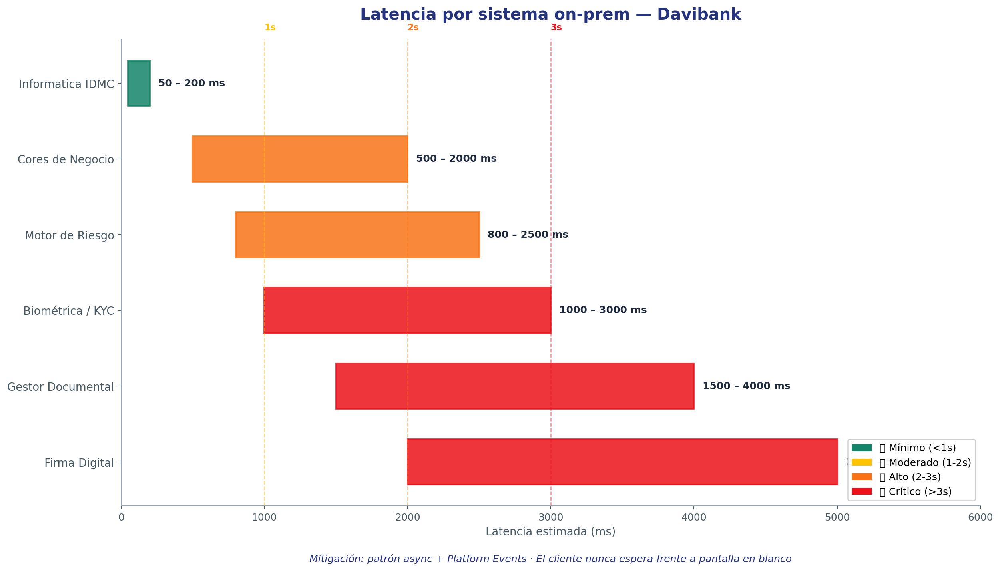 Latencia por sistema on-prem — Davibank
1s
2s
3s
Informatica IDMC
50 – 200 ms
Cores de Negocio
500 – 2000 ms
Motor de Riesgo
800 – 2500 ms
Biométrica / KYC
1000 – 3000 ms
Gestor Documental
1500 – 4000 ms
Firma Digital
Mínimo (<1s)
Moderado (1-2s)
Alto (2-3s)
Crítico (>3s)
0
1000
2000
3000
4000
5000
6000
Latencia estimada (ms)
Mitigación: patrón async + Platform Events · El cliente nunca espera frente a pantalla en blanco